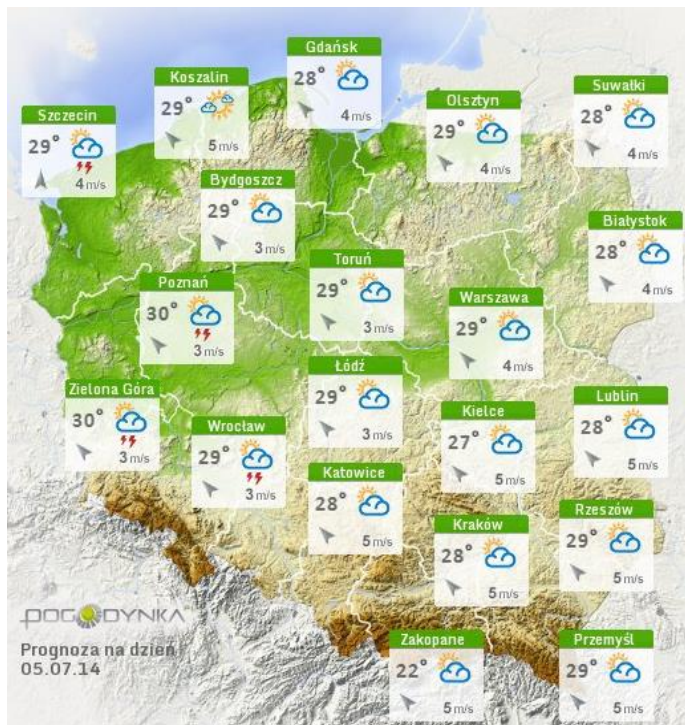 Gdańsk
28°
4 m/s
Koszalin
29°
5 m/s
Suwałki
28°
4 m/s
Olsztyn
29°
4 m/s
Szczecin
29°
4 m/s
Bydgoszcz
29°
3 m/s
Białystok
28°
4 m/s
Toruń
29°
3 m/s
Poznań
30°
3 m/s
Warszawa
29°
4 m/s
Łódź
29°
3 m/s
Zielona Góra
30°
3 m/s
Lublin
28°
5 m/s
Kielce
27°
5 m/s
Wrocław
29°
3 m/s
Katowice
28°
5 m/s
Rzeszów
29°
5 m/s
Kraków
28°
5 m/s
POGODYNKA
Prognoza na dzień
05.07.14
Zakopane
22°
5 m/s
Przemyśl
29°
5 m/s